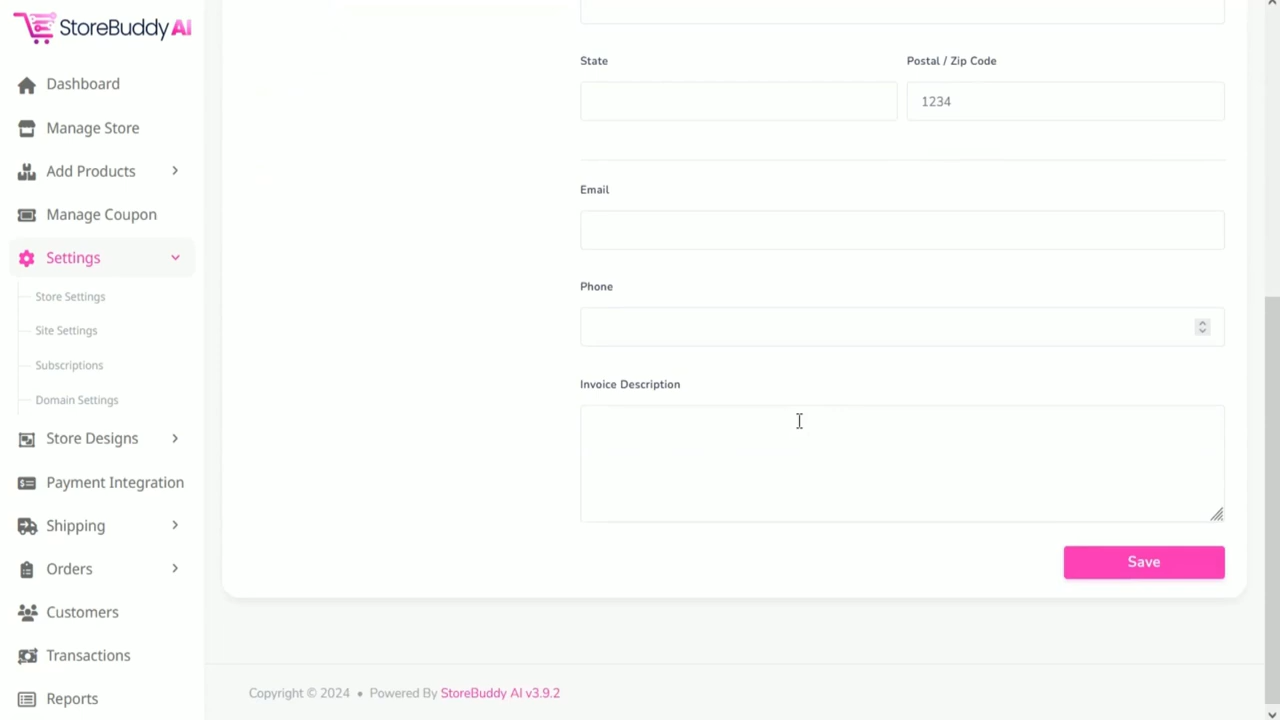 StoreBuddy AI
Dashboard
Manage Store
Add Products
Manage Coupon
Settings
Store Settings
Site Settings
Subscriptions
Domain Settings
Store Designs
Payment Integration
Shipping
Orders
Customers
Transactions
Reports
State
Postal / Zip Code
1234
Email
Phone
Invoice Description
Save
Copyright © 2024 • Powered By StoreBuddy AI v3.9.2